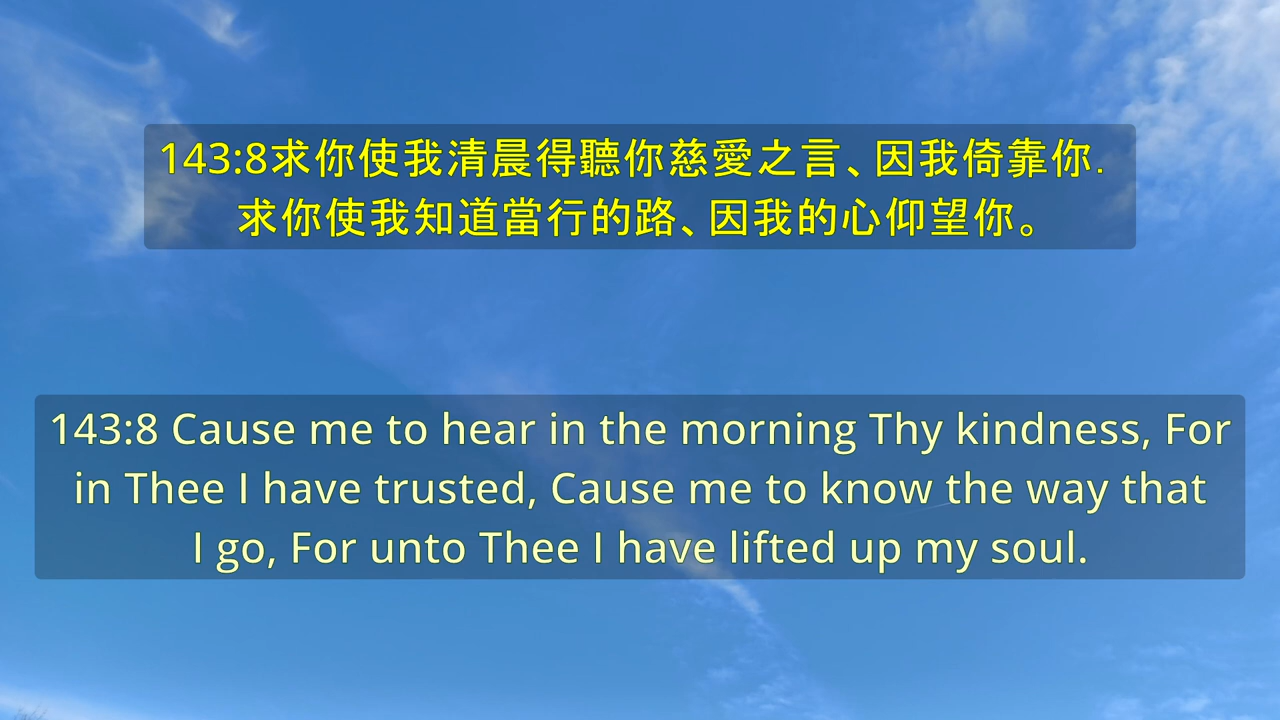 143:8求你使我清晨得聽你慈愛之言、因我倚靠你.
求你使我知道當行的路、因我的心仰望你。
143:8 Cause me to hear in the morning Thy kindness, For
in Thee I have trusted, Cause me to know the way that
I go, For unto Thee I have lifted up my soul.